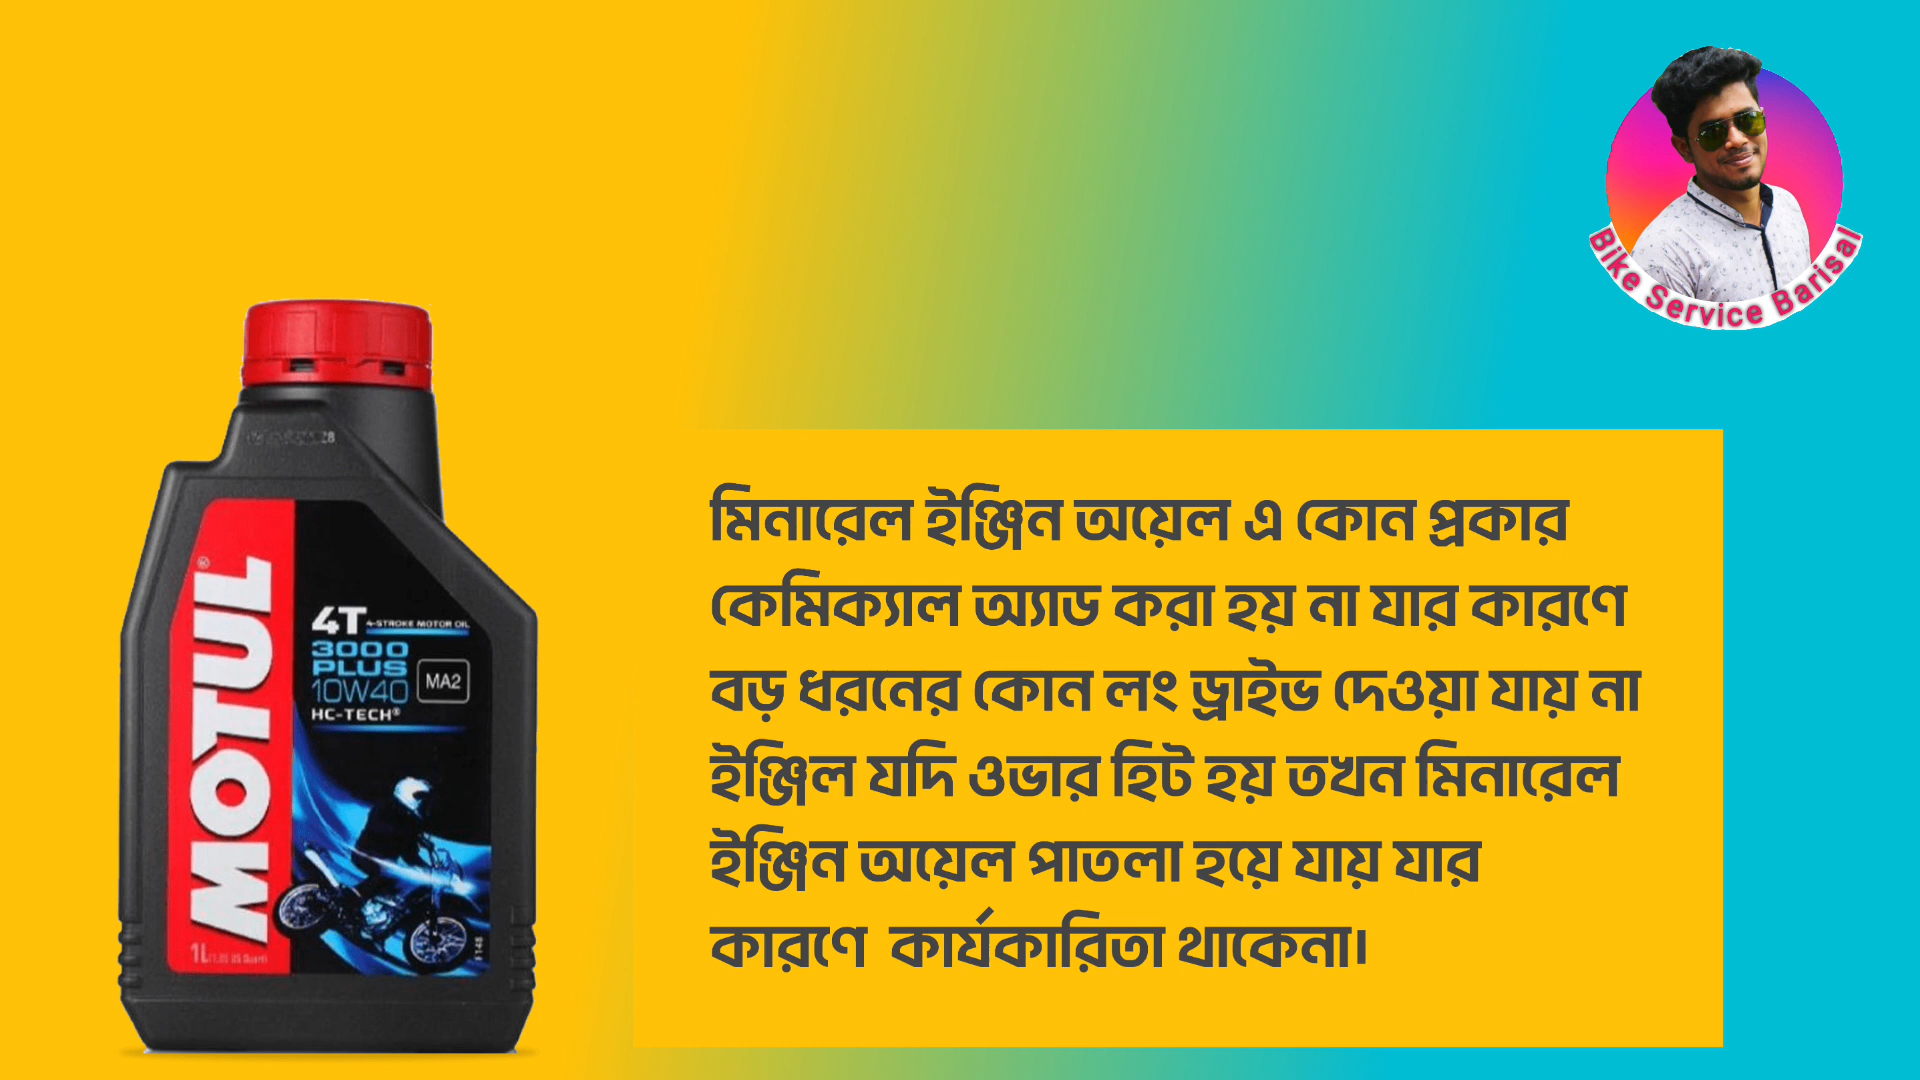 Bike Service Barisal
মিনারেল ইঞ্জিন অয়েল এ কোন প্রকার
কেমিক্যাল অ্যাড করা হয় না যার কারণে
বড় ধরনের কোন লং ড্রাইভ দেওয়া যায় না
ইঞ্জিল যদি ওভার হিট হয় তখন মিনারেল
ইঞ্জিন অয়েল পাতলা হয়ে যায় যার
কারণে কার্যকারিতা থাকেনা।
MOTUL®
4T 4-STROKE MOTOR OIL
3000
PLUS
10W40
MA2
HC-TECH®
1L